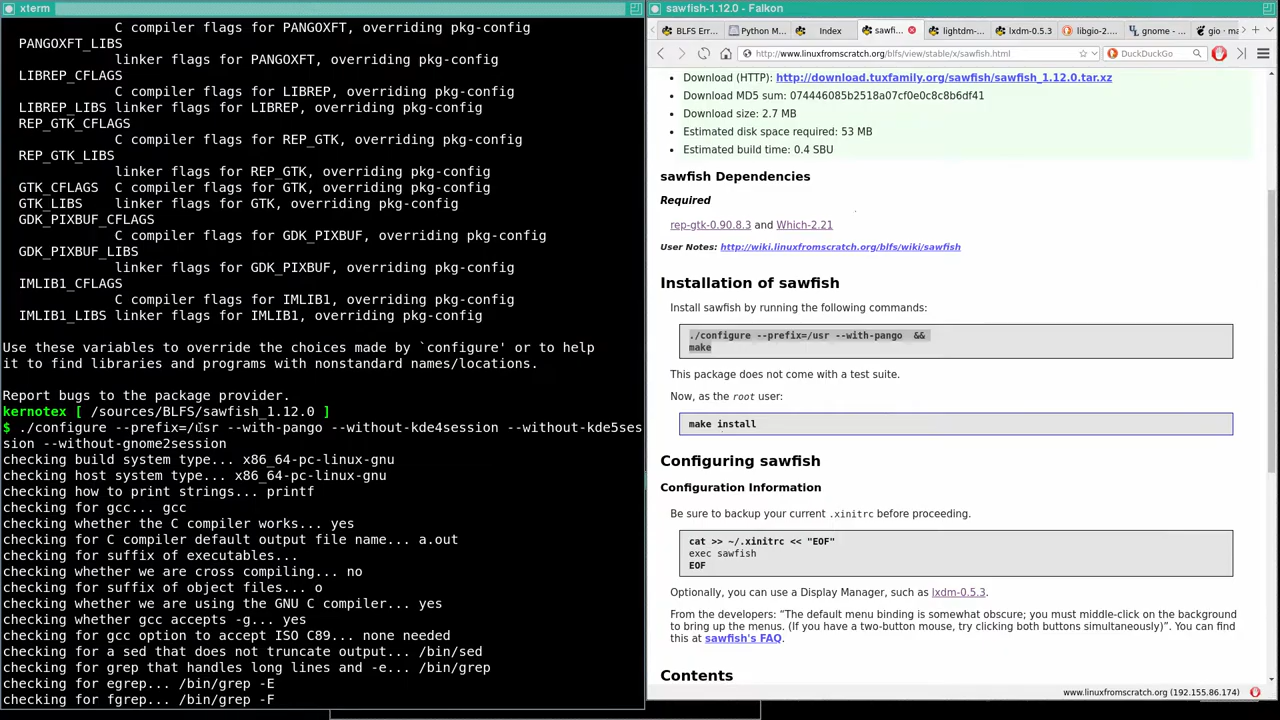 xterm
C compiler flags for PANGOXFT, overriding pkg-config
PANGOXFT_LIBS
linker flags for PANGOXFT, overriding pkg-config
LIBREP_CFLAGS
C compiler flags for LIBREP, overriding pkg-config
LIBREP_LIBS linker flags for LIBREP, overriding pkg-config
REP_GTK_CFLAGS
C compiler flags for REP_GTK, overriding pkg-config
REP_GTK_LIBS
linker flags for REP_GTK, overriding pkg-config
GTK_CFLAGS  C compiler flags for GTK, overriding pkg-config
GTK_LIBS    linker flags for GTK, overriding pkg-config
GDK_PIXBUF_CFLAGS
C compiler flags for GDK_PIXBUF, overriding pkg-config
GDK_PIXBUF_LIBS
linker flags for GDK_PIXBUF, overriding pkg-config
IMLIB1_CFLAGS
C compiler flags for IMLIB1, overriding pkg-config
IMLIB1_LIBS linker flags for IMLIB1, overriding pkg-config
Use these variables to override the choices made by `configure' or to help
it to find libraries and programs with nonstandard names/locations.
Report bugs to the package provider.
kernotex [ /sources/BLFS/sawfish_1.12.0 ]
$ ./configure --prefix=/usr --with-pango --without-kde4session --without-kde5ses
sion --without-gnome2session
checking build system type... x86_64-pc-linux-gnu
checking host system type... x86_64-pc-linux-gnu
checking how to print strings... printf
checking for gcc... gcc
checking whether the C compiler works... yes
checking for C compiler default output file name... a.out
checking for suffix of executables...
checking whether we are cross compiling... no
checking for suffix of object files... o
checking whether we are using the GNU C compiler... yes
checking whether gcc accepts -g... yes
checking for gcc option to accept ISO C89... none needed
checking for a sed that does not truncate output... /bin/sed
checking for grep that handles long lines and -e... /bin/grep
checking for egrep... /bin/grep -E
checking for fgrep... /bin/grep -F
sawfish-1.12.0 - Falkon
BLFS Erro... Python M... Index sawfi... lightdm-... lxdm-0.5.3 libgio-2.... gnome - ... gio · ma
http://www.linuxfromscratch.org/blfs/view/stable/x/sawfish.html DuckDuckGo
Download (HTTP): http://download.tuxfamily.org/sawfish/sawfish_1.12.0.tar.xz
Download MD5 sum: 074446085b2518a07cf0e0c8c8b6df41
Download size: 2.7 MB
Estimated disk space required: 53 MB
Estimated build time: 0.4 SBU
sawfish Dependencies
Required
rep-gtk-0.90.8.3 and Which-2.21
User Notes: http://wiki.linuxfromscratch.org/blfs/wiki/sawfish
Installation of sawfish
Install sawfish by running the following commands:
./configure --prefix=/usr --with-pango  &&
make
This package does not come with a test suite.
Now, as the root user:
make install
Configuring sawfish
Configuration Information
Be sure to backup your current .xinitrc before proceeding.
cat >> ~/.xinitrc << "EOF"
exec sawfish
EOF
Optionally, you can use a Display Manager, such as lxdm-0.5.3.
From the developers: “The default menu binding is somewhat obscure; you must middle-click on the background
to bring up the menus. (If you have a two-button mouse, try clicking both buttons simultaneously)”. You can find
this at sawfish's FAQ.
Contents
www.linuxfromscratch.org (192.155.86.174)